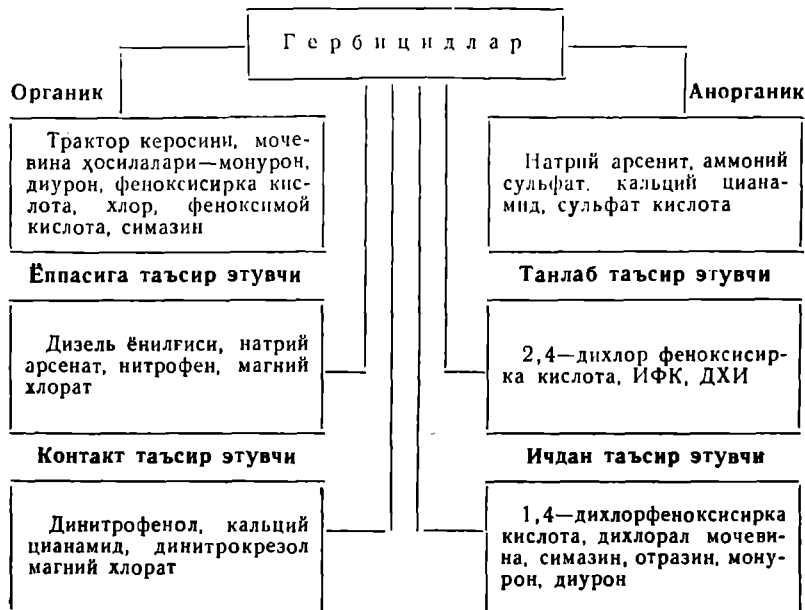 Гербицидлар
Органик
Анорганик
Трактор керосини, моче-
вина ҳосилалари—монурон,
диурон, феноксисирка кис-
лота, хлор, феноксимой
кислота, симазин
Натрий арсенит, аммоний
сульфат. кальций циана-
мид, сульфат кислота
Ёппасига таъсир этувчи
Танлаб таъсир этувчи
Дизель ёнилғиси, натрий
арсенат, нитрофен, магний
хлорат
2,4—дихлор феноксисир-
ка кислота, ИФК, ДХИ
Контакт таъсир этувчи
Ичдан таъсир этувчи
Динитрофенол, кальций
цианамид, динитрокрезол
магний хлорат
1,4—дихлорфеноксисирка
кислота, дихлорал мочеви-
на, симазин, отразин, мону-
рон, диурон